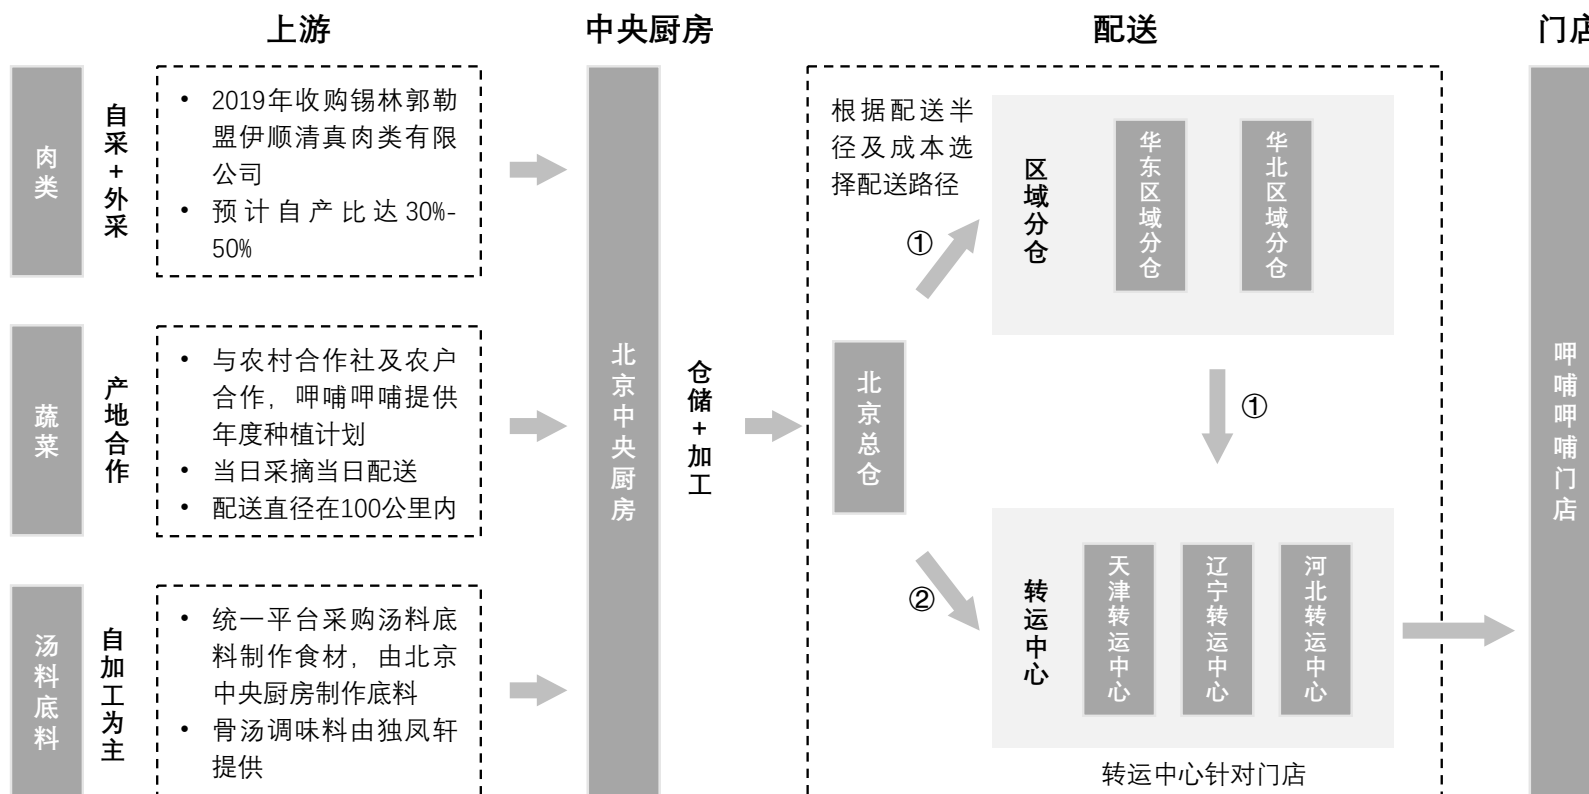 上游
中央厨房
配送
门店
肉类
自采+外采
• 2019年收购锡林郭勒
盟伊顺清真肉类有限
公司
• 预计自产比达30%-
50%
蔬菜
产地合作
• 与农村合作社及农户
合作，呷哺呷哺提供
年度种植计划
• 当日采摘当日配送
• 配送直径在100公里内
汤料底料
自加工为主
• 统一平台采购汤料底
料制作食材，由北京
中央厨房制作底料
• 骨汤调味料由独凤轩
提供
北京中央厨房
仓储+加工
根据配送半
径及成本选
择配送路径
北京总仓
①
区域分仓
华东区域分仓
华北区域分仓
①
②
转运中心
天津转运中心
辽宁转运中心
河北转运中心
转运中心针对门店
呷哺呷哺门店